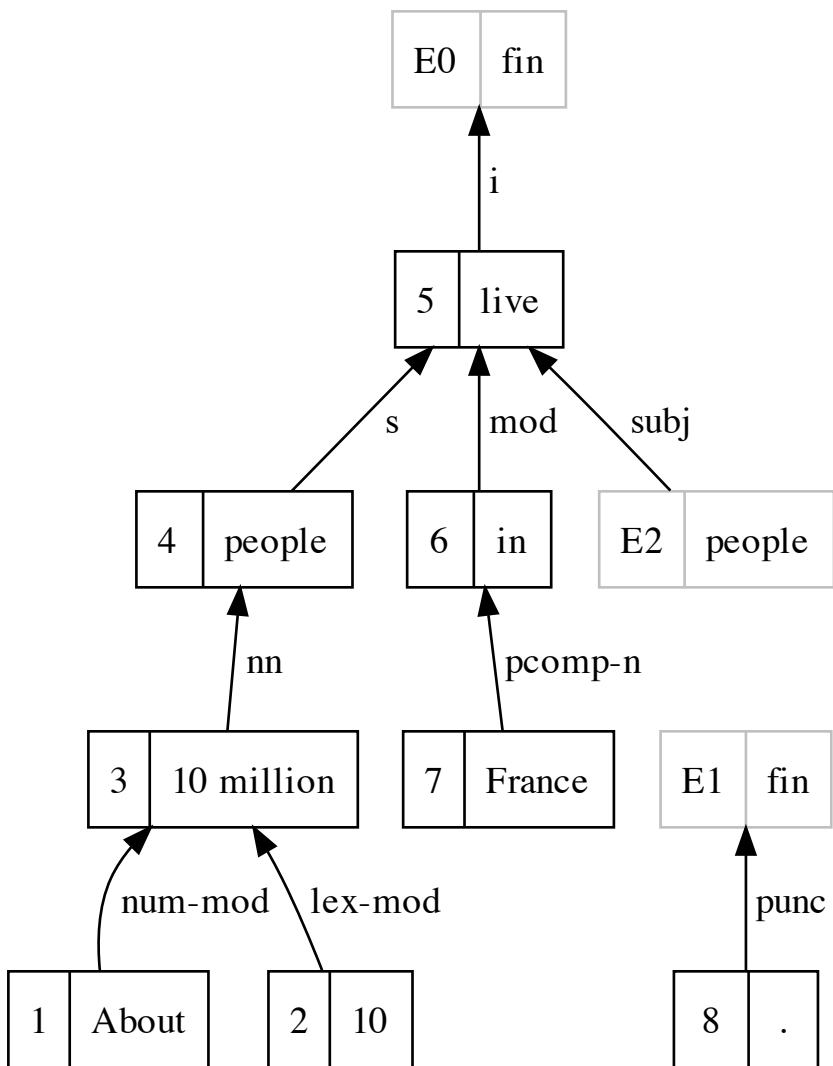 E0 fin
i
5 live
s mod subj
4 people 6 in E2 people
nn pcomp-n
3 10 million 7 France E1 fin
num-mod lex-mod punc
1 About 2 10 8 .